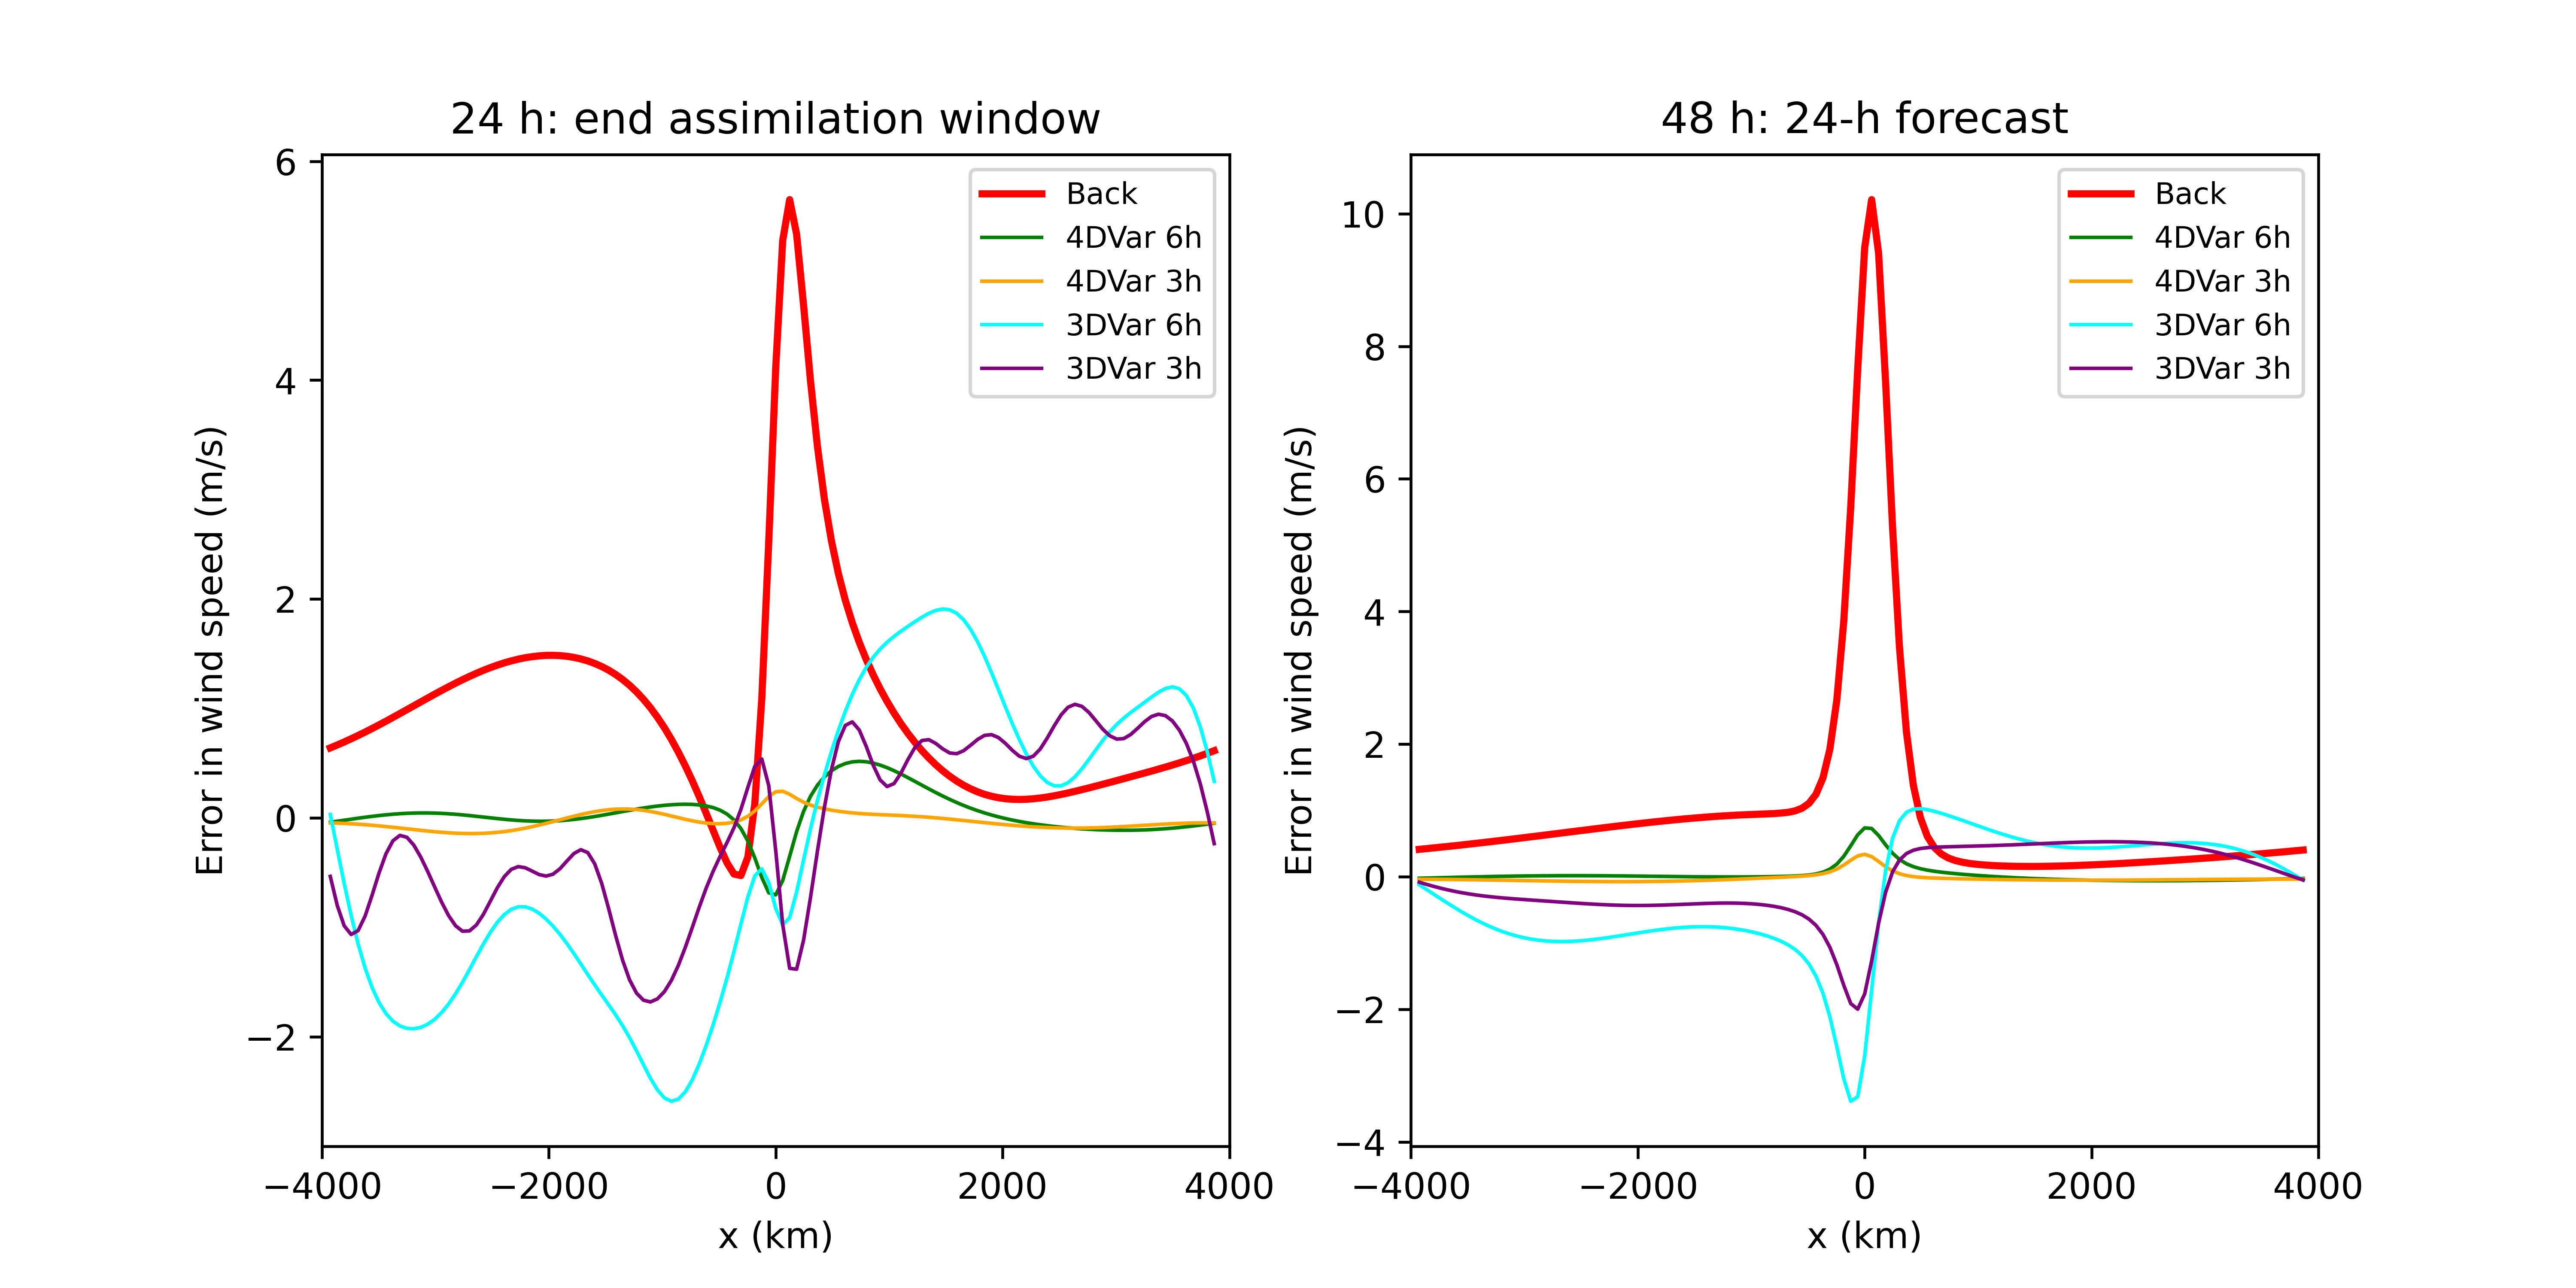 24 h: end assimilation window
Error in wind speed (m/s)
6
4
2
0
−2
−4000
−2000
0
2000
4000
x (km)
Back
4DVar 6h
4DVar 3h
3DVar 6h
3DVar 3h
48 h: 24-h forecast
Error in wind speed (m/s)
10
8
6
4
2
0
−2
−4
−4000
−2000
0
2000
4000
x (km)
Back
4DVar 6h
4DVar 3h
3DVar 6h
3DVar 3h